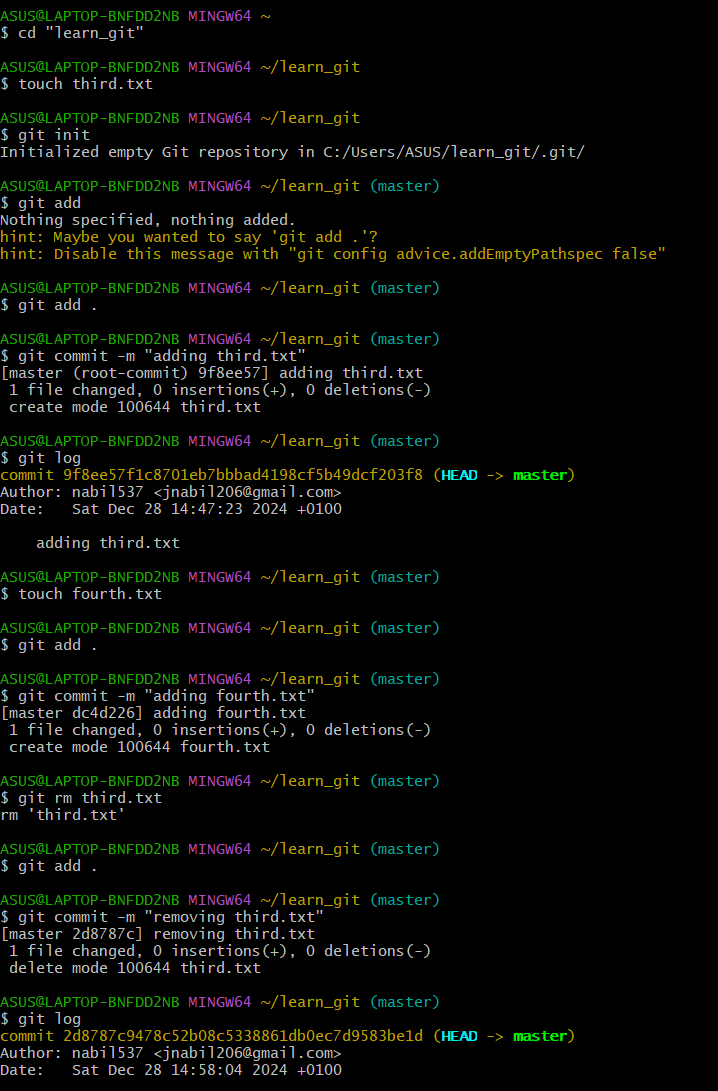 ASUS@LAPTOP-BNFDD2NB MINGW64 ~
$ cd "learn_git"
ASUS@LAPTOP-BNFDD2NB MINGW64 ~/learn_git
$ touch third.txt
ASUS@LAPTOP-BNFDD2NB MINGW64 ~/learn_git
$ git init
Initialized empty Git repository in C:/Users/ASUS/learn_git/.git/
ASUS@LAPTOP-BNFDD2NB MINGW64 ~/learn_git (master)
$ git add
Nothing specified, nothing added.
hint: Maybe you wanted to say 'git add .'?
hint: Disable this message with "git config advice.addEmptyPathspec false"
ASUS@LAPTOP-BNFDD2NB MINGW64 ~/learn_git (master)
$ git add .
ASUS@LAPTOP-BNFDD2NB MINGW64 ~/learn_git (master)
$ git commit -m "adding third.txt"
[master (root-commit) 9f8ee57] adding third.txt
 1 file changed, 0 insertions(+), 0 deletions(-)
 create mode 100644 third.txt
ASUS@LAPTOP-BNFDD2NB MINGW64 ~/learn_git (master)
$ git log
commit 9f8ee57f1c8701eb7bbbad4198cf5b49dcf203f8 (HEAD -> master)
Author: nabil537 <jnabil206@gmail.com>
Date:   Sat Dec 28 14:47:23 2024 +0100
    adding third.txt
ASUS@LAPTOP-BNFDD2NB MINGW64 ~/learn_git (master)
$ touch fourth.txt
ASUS@LAPTOP-BNFDD2NB MINGW64 ~/learn_git (master)
$ git add .
ASUS@LAPTOP-BNFDD2NB MINGW64 ~/learn_git (master)
$ git commit -m "adding fourth.txt"
[master dc4d226] adding fourth.txt
 1 file changed, 0 insertions(+), 0 deletions(-)
 create mode 100644 fourth.txt
ASUS@LAPTOP-BNFDD2NB MINGW64 ~/learn_git (master)
$ git rm third.txt
rm 'third.txt'
ASUS@LAPTOP-BNFDD2NB MINGW64 ~/learn_git (master)
$ git add .
ASUS@LAPTOP-BNFDD2NB MINGW64 ~/learn_git (master)
$ git commit -m "removing third.txt"
[master 2d8787c] removing third.txt
 1 file changed, 0 insertions(+), 0 deletions(-)
 delete mode 100644 third.txt
ASUS@LAPTOP-BNFDD2NB MINGW64 ~/learn_git (master)
$ git log
commit 2d8787c9478c52b08c5338861db0ec7d9583be1d (HEAD -> master)
Author: nabil537 <jnabil206@gmail.com>
Date:   Sat Dec 28 14:58:04 2024 +0100